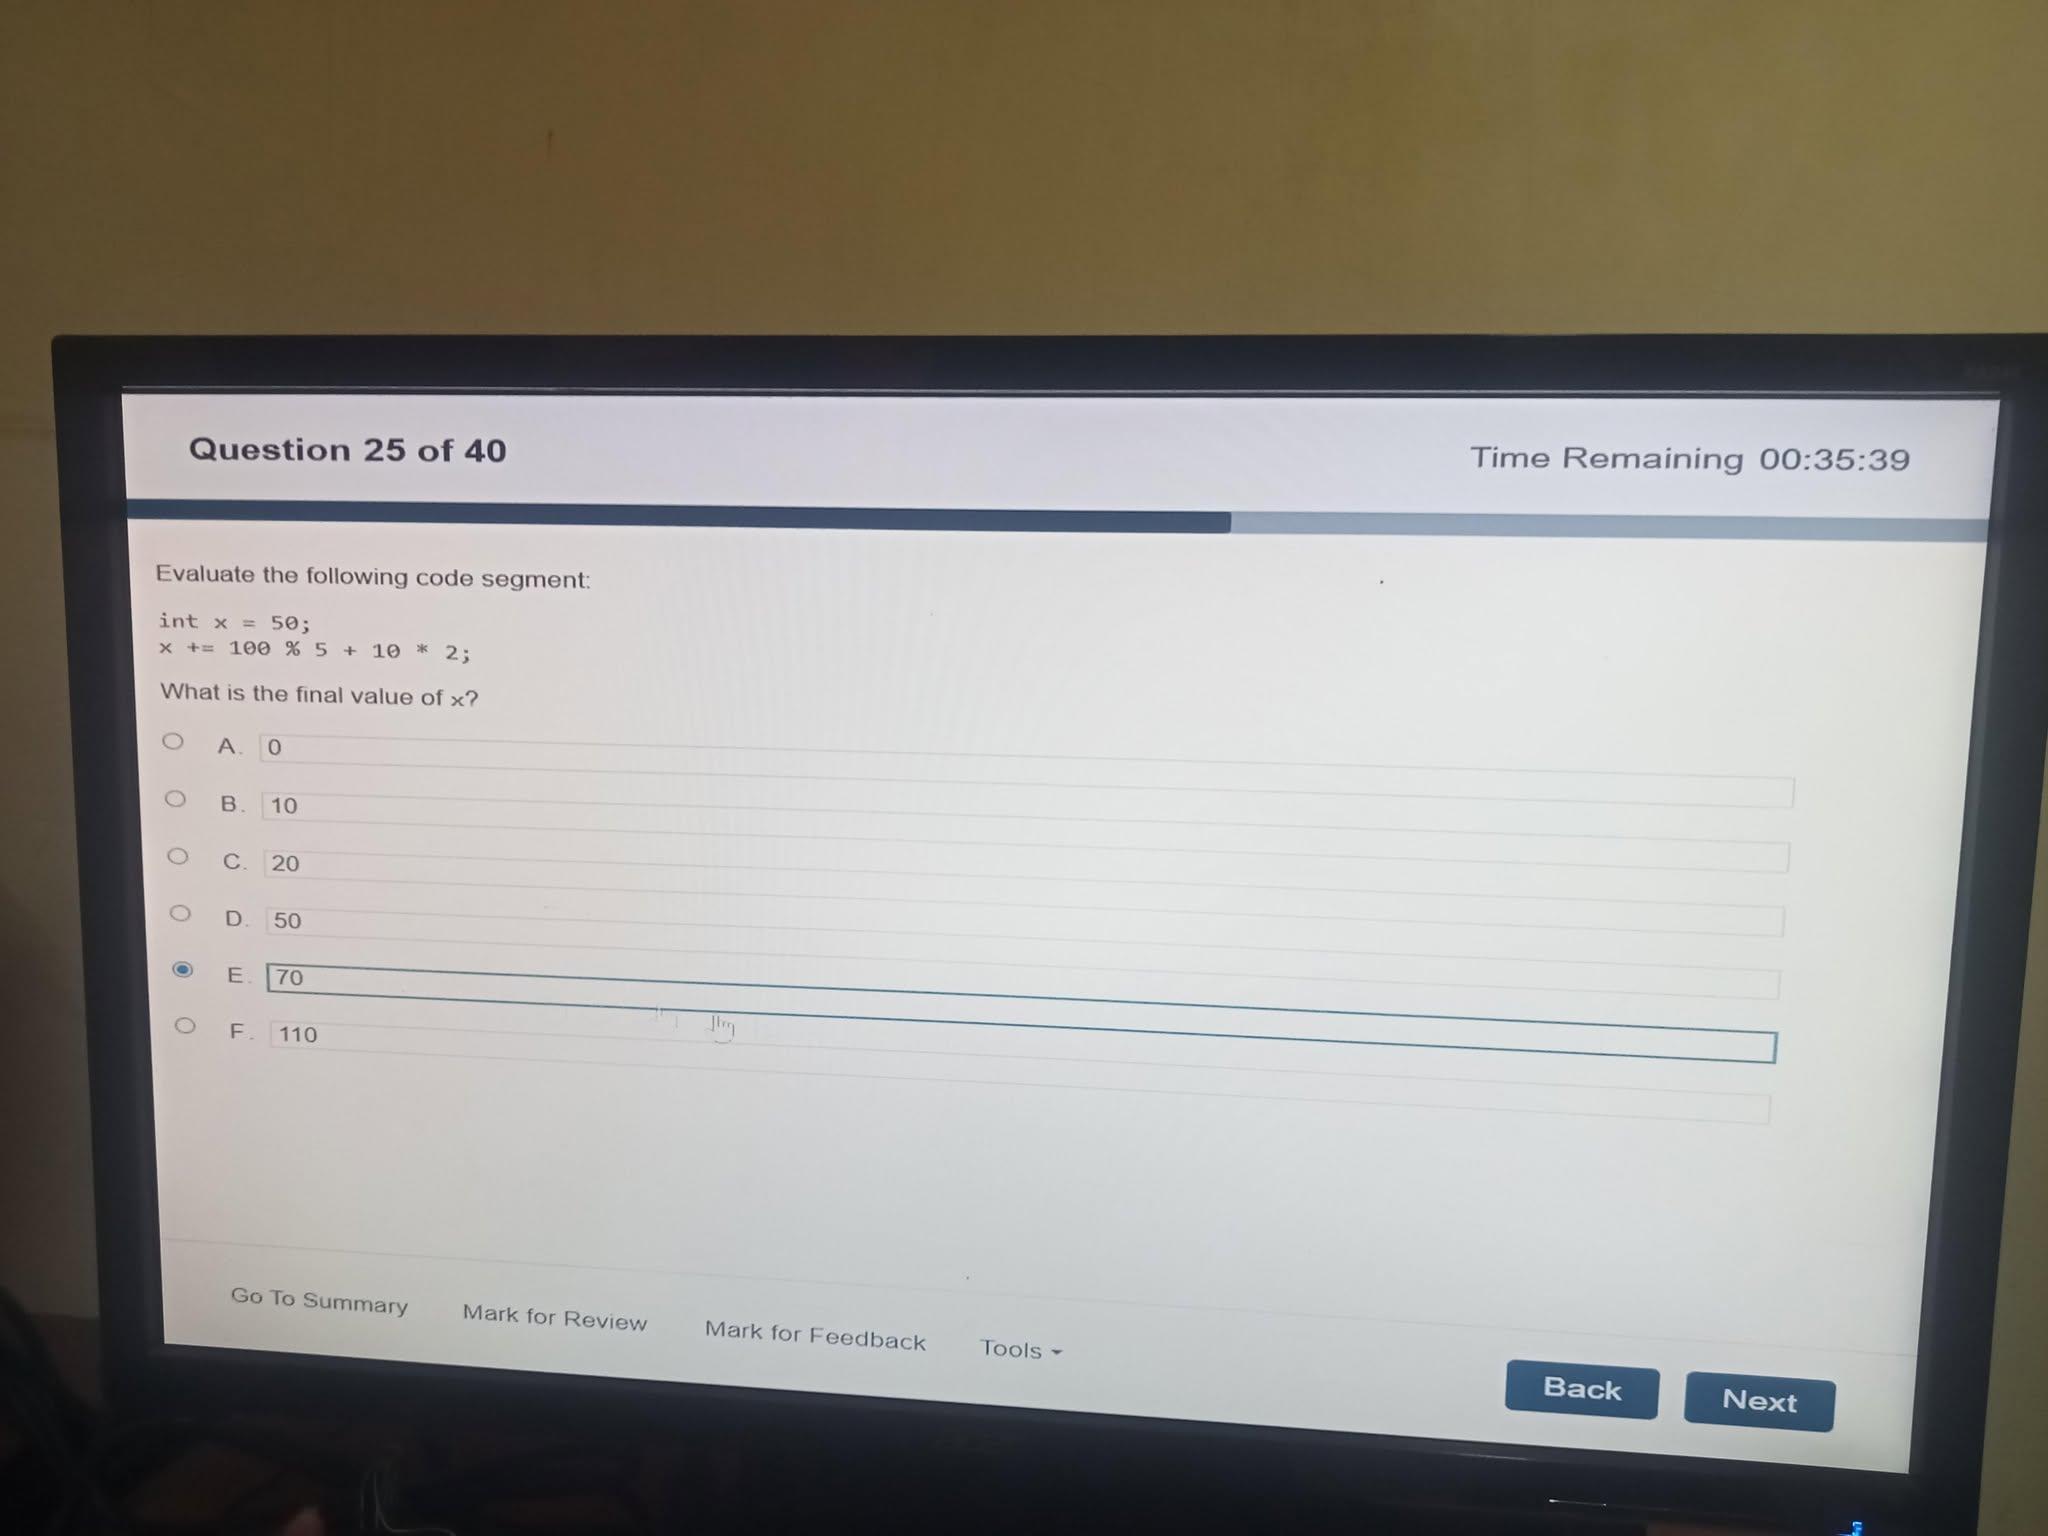 Question 25 of 40
Time Remaining 00:35:39
Evaluate the following code segment:
int x = 50;
x += 100 % 5 + 10 * 2;
What is the final value of x?
A. 0
B. 10
C. 20
D. 50
E. 70
F. 110
Go To Summary
Mark for Review
Mark for Feedback
Tools
Back
Next